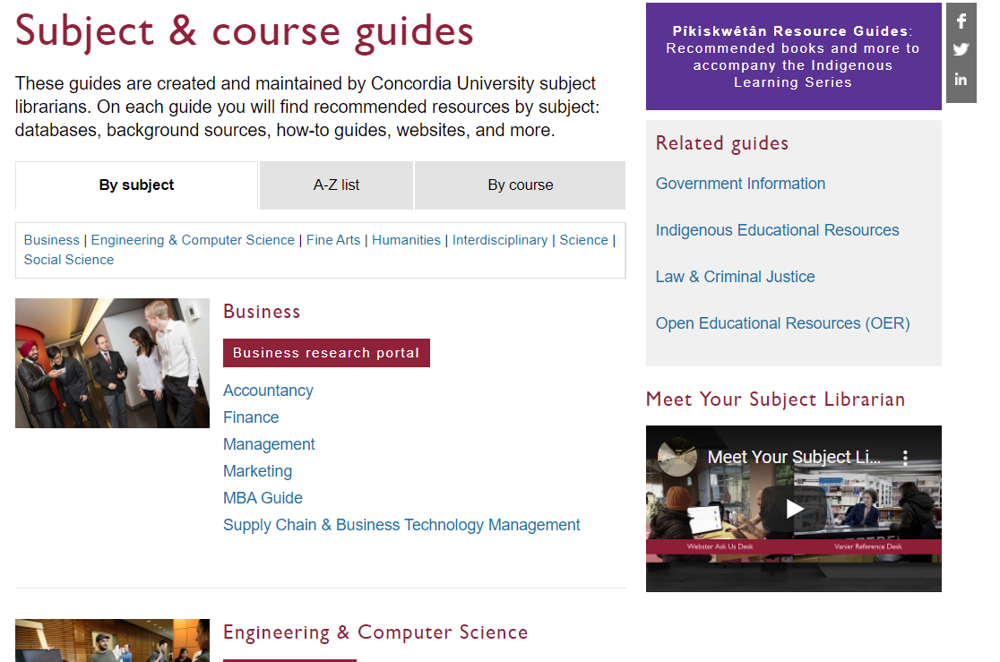 Subject & course guides
These guides are created and maintained by Concordia University subject
librarians. On each guide you will find recommended resources by subject:
databases, background sources, how-to guides, websites, and more.
By subject
A-Z list
By course
Business | Engineering & Computer Science | Fine Arts | Humanities | Interdisciplinary | Science |
Social Science
Business
Business research portal
Accountancy
Finance
Management
Marketing
MBA Guide
Supply Chain & Business Technology Management
Engineering & Computer Science
Pîkiskwêtân Resource Guides:
Recommended books and more to
accompany the Indigenous
Learning Series
Related guides
Government Information
Indigenous Educational Resources
Law & Criminal Justice
Open Educational Resources (OER)
Meet Your Subject Librarian
Meet Your Subject Li...
Webster Ask Us Desk
Vanier Reference Desk